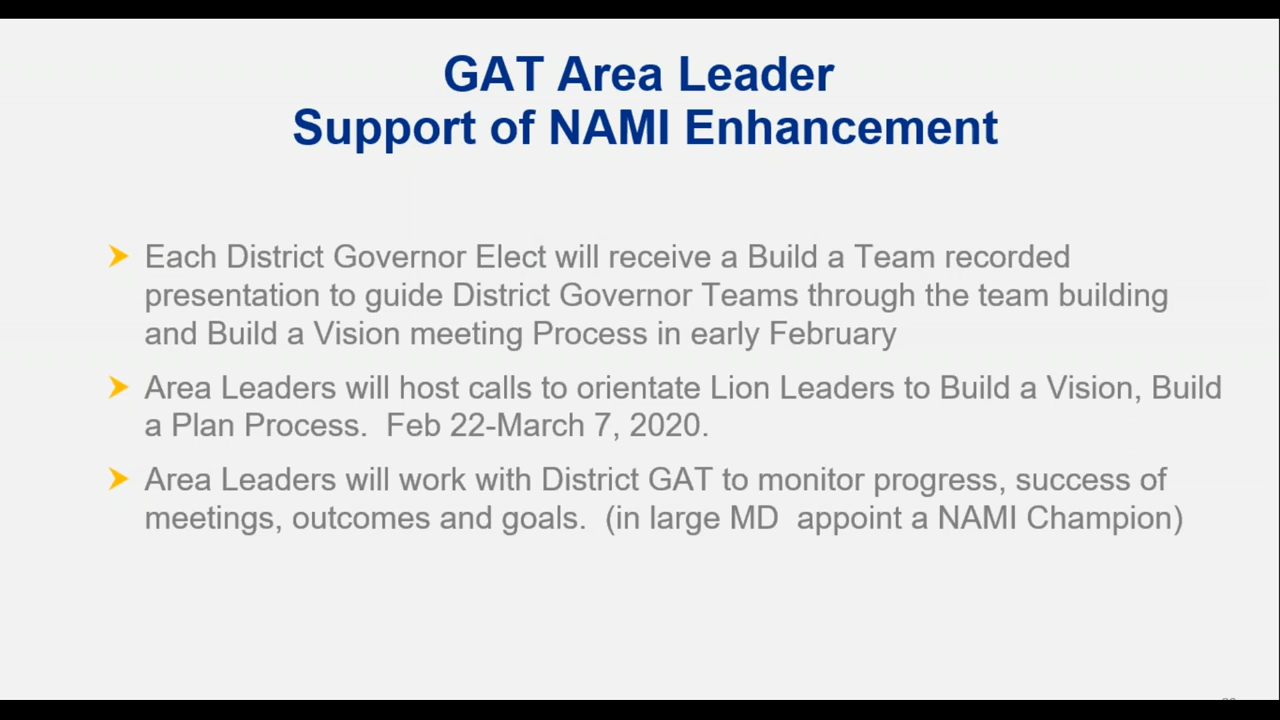 GAT Area Leader
Support of NAMI Enhancement
Each District Governor Elect will receive a Build a Team recorded
presentation to guide District Governor Teams through the team building
and Build a Vision meeting Process in early February
Area Leaders will host calls to orientate Lion Leaders to Build a Vision, Build
a Plan Process.  Feb 22-March 7, 2020.
Area Leaders will work with District GAT to monitor progress, success of
meetings, outcomes and goals.  (in large MD  appoint a NAMI Champion)